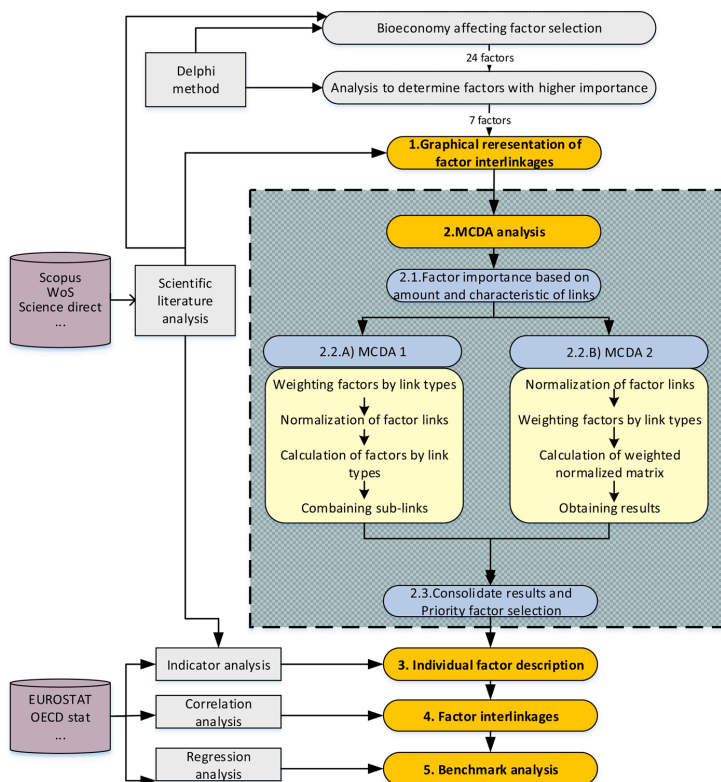 Bioeconomy affecting factor selection
24 factors
Delphi
method
Analysis to determine factors with higher importance
7 factors
1.Graphical reresentation of
factor interlinkages
2.MCDA analysis
Scopus
WoS
Science direct
...
Scientific
literature
analysis
2.1.Factor importance based on
amount and characteristic of links
2.2.A) MCDA 1
Weighting factors by link types
Normalization of factor links
Calculation of factors by link
types
Combaining sub-links
2.2.B) MCDA 2
Normalization of factor links
Weighting factors by link types
Calculation of weighted
normalized matrix
Obtaining results
2.3.Consolidate results and
Priority factor selection
EUROSTAT
OECD stat
...
Indicator analysis
3. Individual factor description
Correlation
analysis
4. Factor interlinkages
Regression
analysis
5. Benchmark analysis